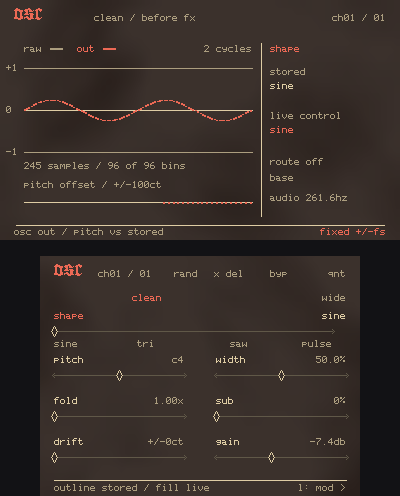 OSC clean / before fx ch01 / 01
raw out 2 cycles shape
+1
stored
sine
0
live control
sine
-1
245 samples / 96 of 96 bins route off
base
pitch offset / +/-100ct
audio 261.6hz
osc out / pitch vs stored fixed +/-fs
OSC ch01 / 01 rand x del byp qnt
clean wide
shape sine
sine tri saw pulse
pitch c4 width 50.0%
fold 1.00x sub 0%
drift +/-0ct gain -7.4db
outline stored / fill live l: mod >